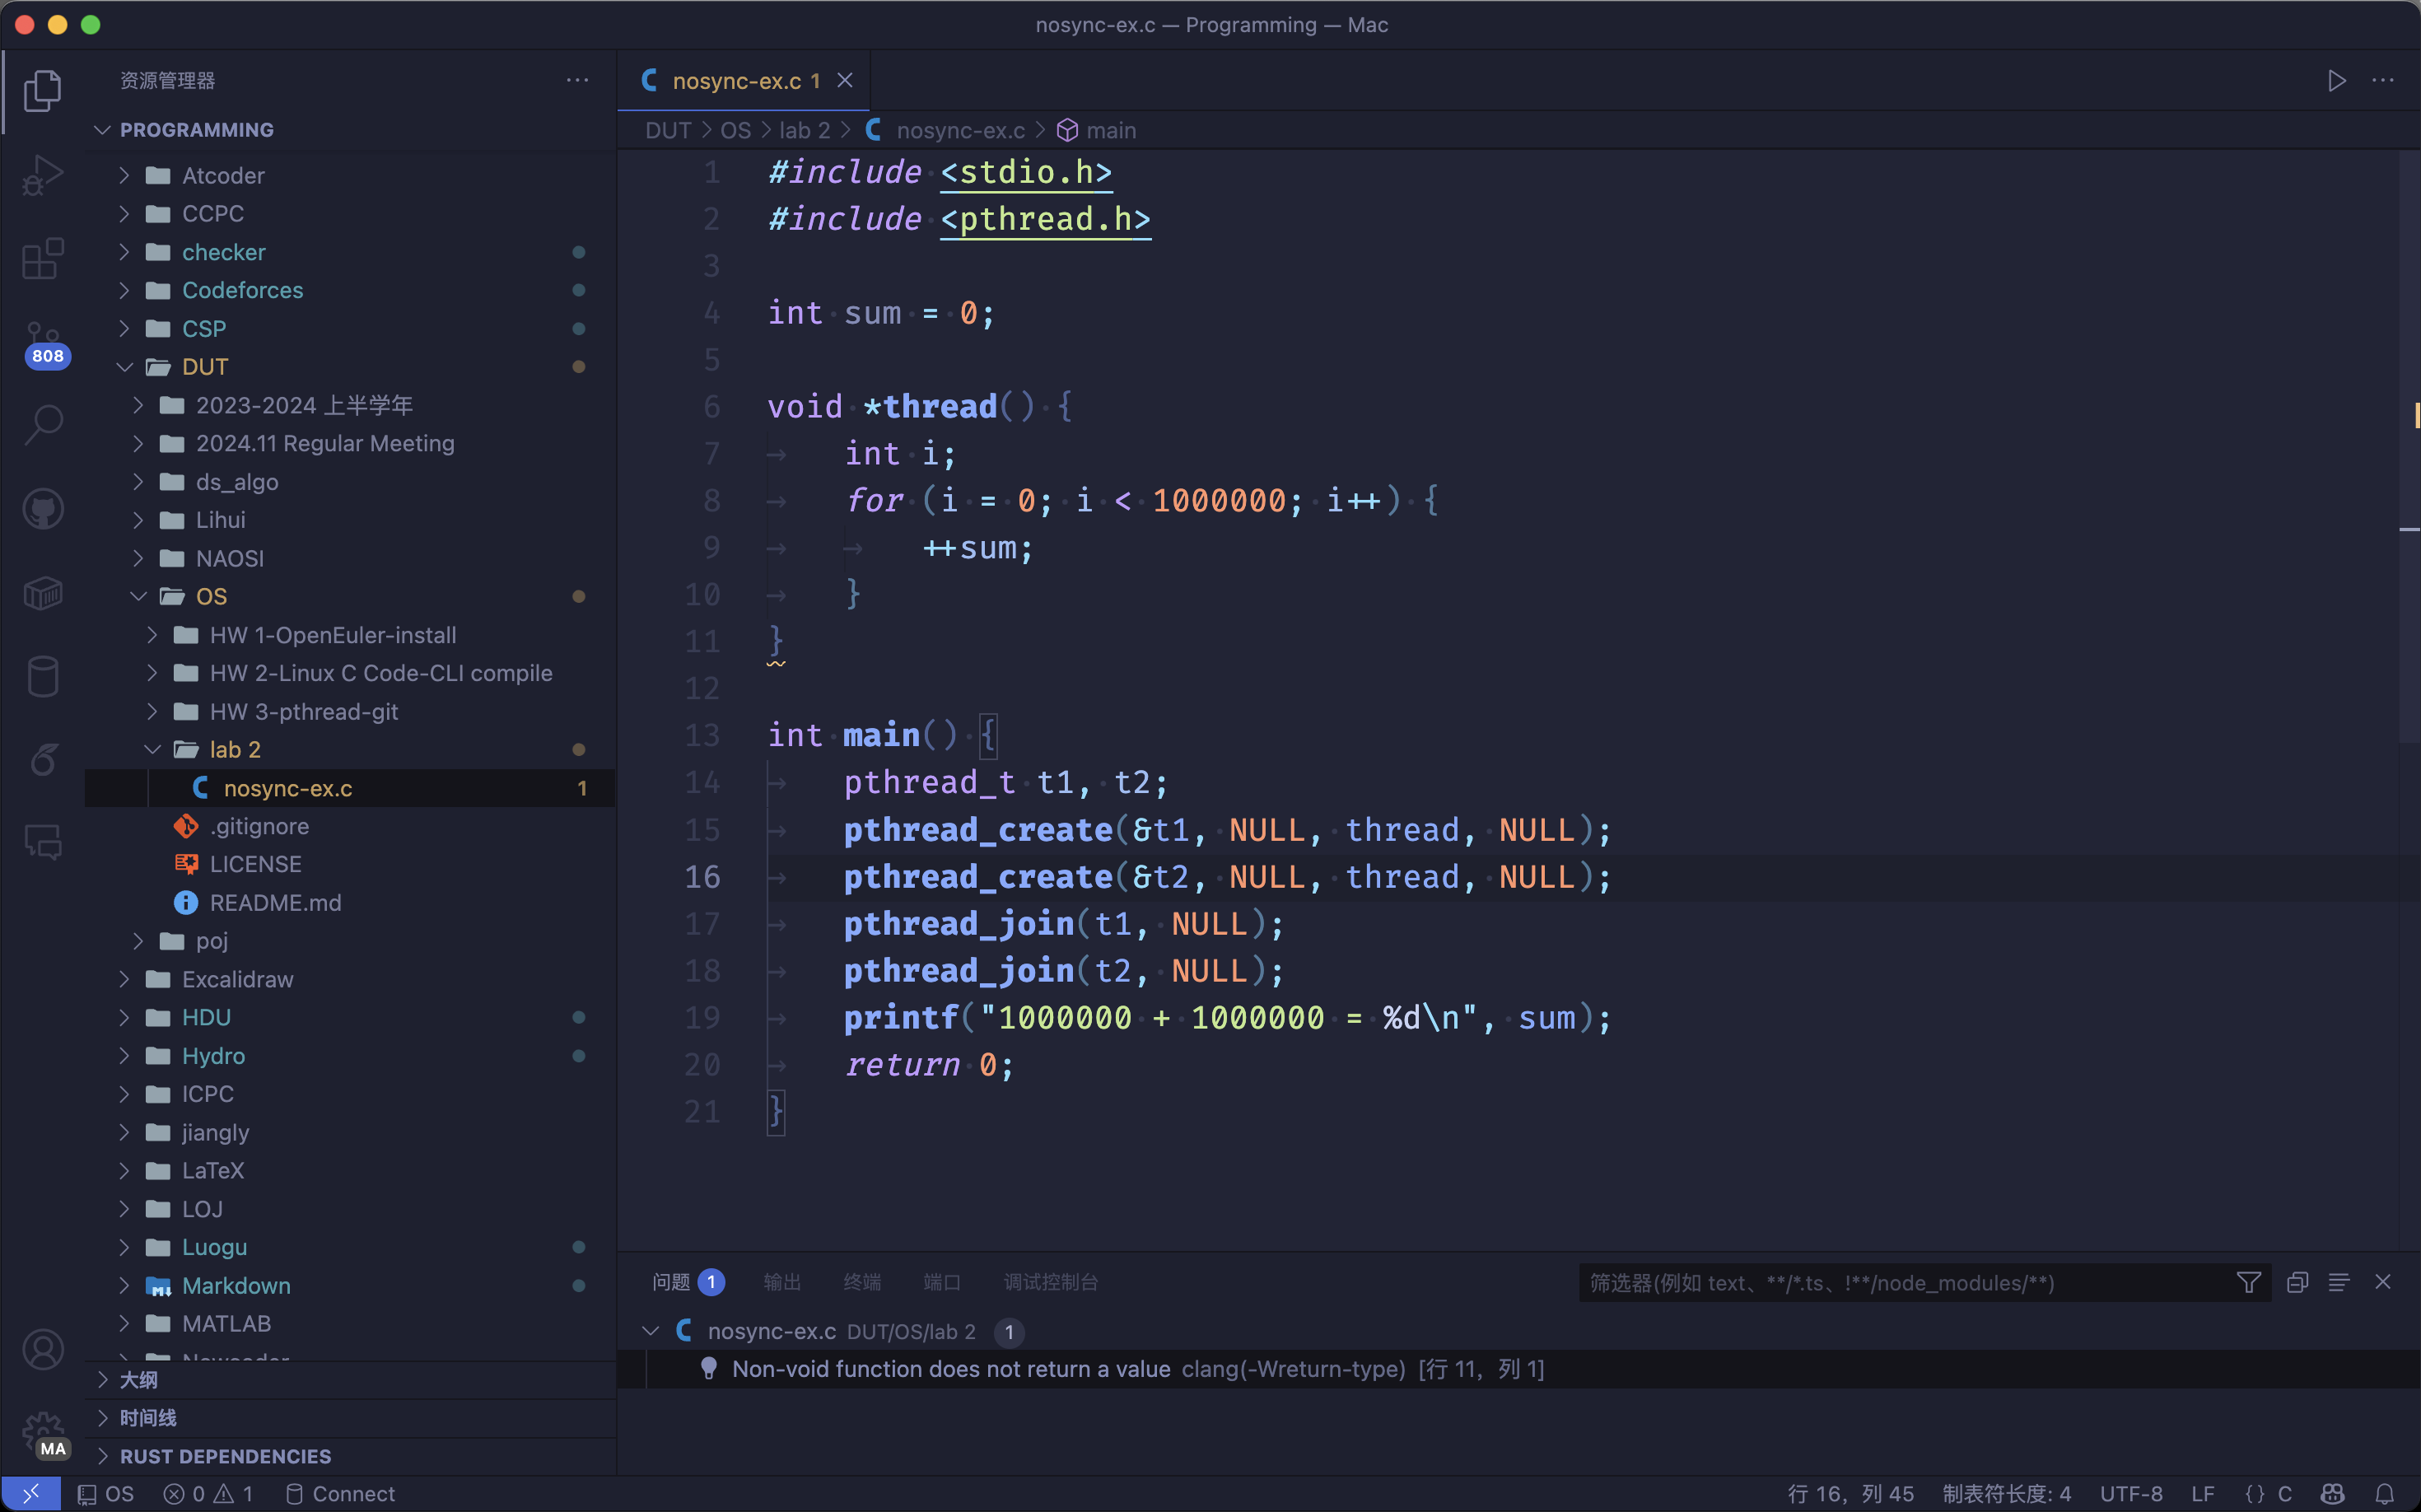 nosync-ex.c — Programming — Mac
资源管理器
PROGRAMMING
Atcoder
CCPC
checker
Codeforces
CSP
DUT
2023-2024 上半学年
2024.11 Regular Meeting
ds_algo
Lihui
NAOSI
OS
HW 1-OpenEuler-install
HW 2-Linux C Code-CLI compile
HW 3-pthread-git
lab 2
nosync-ex.c 1
.gitignore
LICENSE
README.md
poj
Excalidraw
HDU
Hydro
ICPC
jiangly
LaTeX
LOJ
Luogu
Markdown
MATLAB
大纲
时间线
RUST DEPENDENCIES
808
MA
nosync-ex.c 1
DUT > OS > lab 2 > nosync-ex.c > main
1 #include <stdio.h>
2 #include <pthread.h>
3
4 int sum = 0;
5
6 void *thread() {
7 int i;
8 for (i = 0; i < 1000000; i++) {
9 ++sum;
10 }
11 }
12
13 int main() {
14 pthread_t t1, t2;
15 pthread_create(&t1, NULL, thread, NULL);
16 pthread_create(&t2, NULL, thread, NULL);
17 pthread_join(t1, NULL);
18 pthread_join(t2, NULL);
19 printf("1000000 + 1000000 = %d\n", sum);
20 return 0;
21 }
问题 1 输出 终端 端口 调试控制台 筛选器(例如 text、**/*.ts、!**/node_modules/**)
nosync-ex.c DUT/OS/lab 2 1
Non-void function does not return a value clang(-Wreturn-type) [行 11，列 1]
OS 0 1 Connect 行 16，列 45 制表符长度: 4 UTF-8 LF {} C